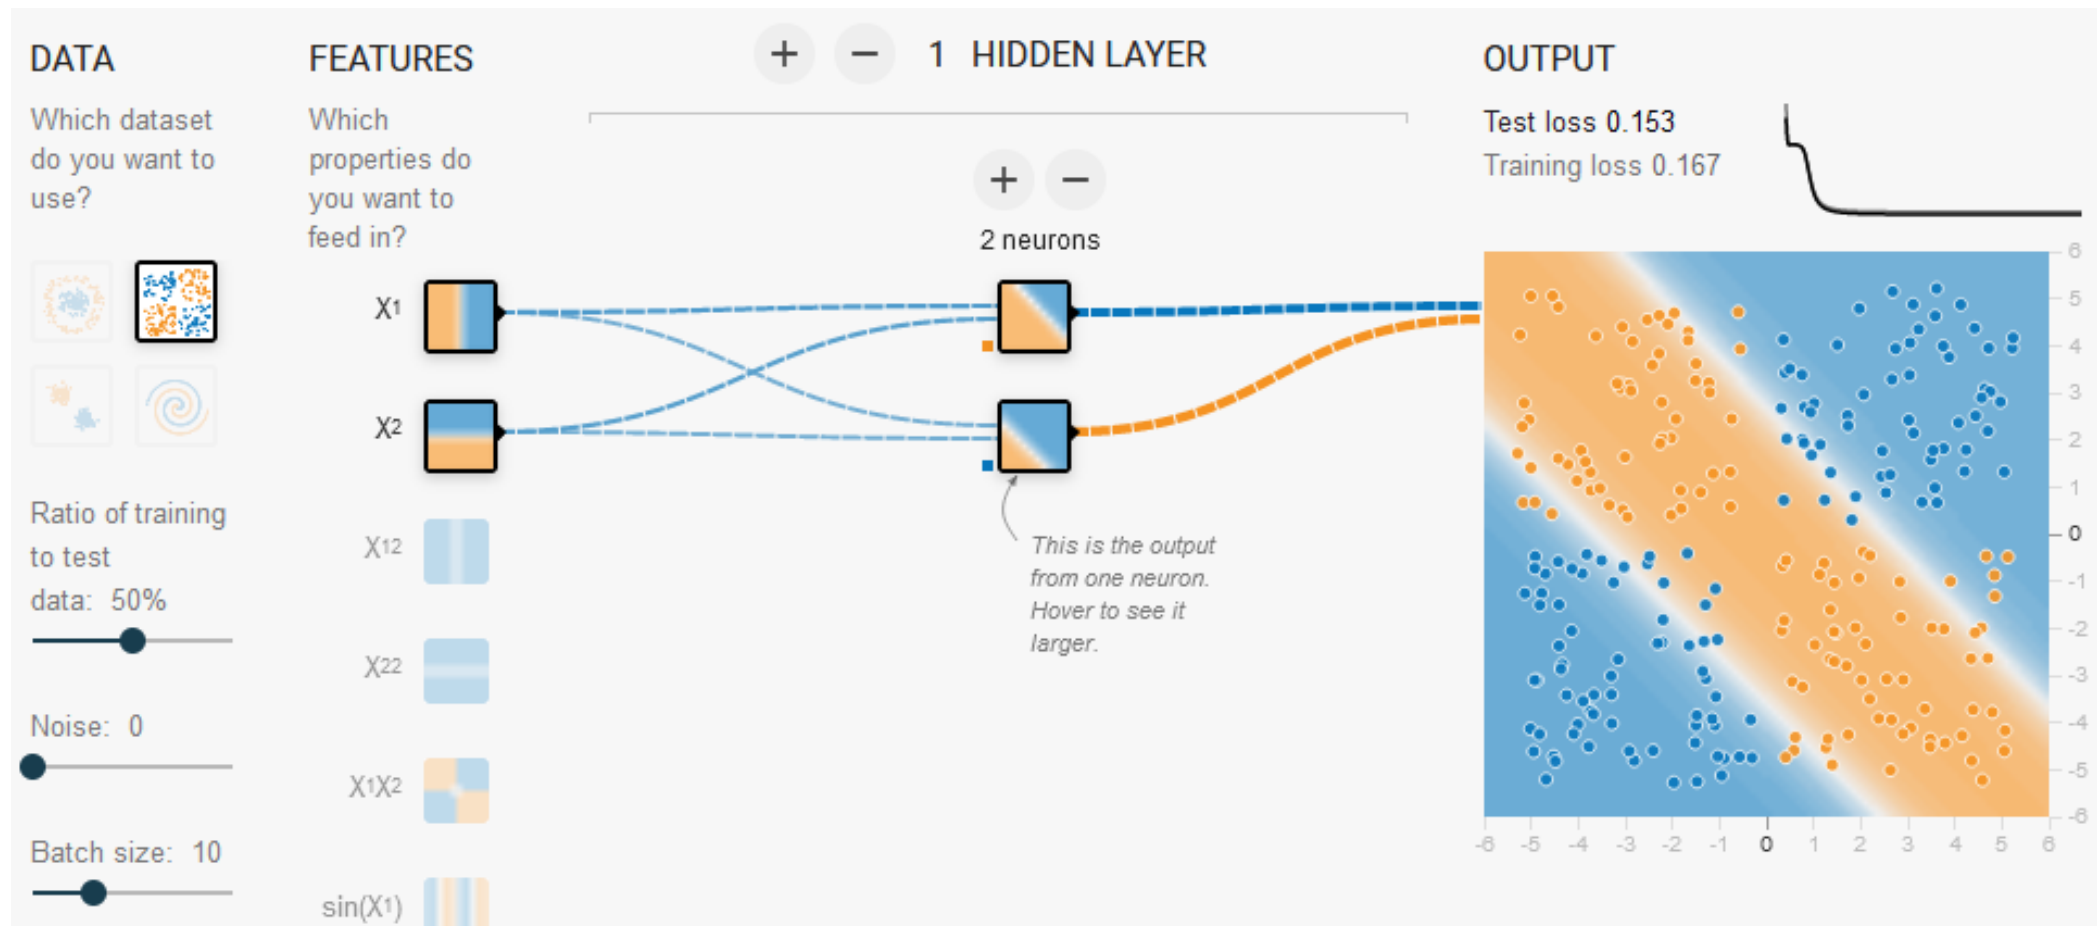 DATA
Which dataset
do you want to
use?
Ratio of training
to test
data: 50%
Noise: 0
Batch size: 10
FEATURES
Which
properties do
you want to
feed in?
X1
X2
X12
X22
X1X2
sin(X1)
+ − 1 HIDDEN LAYER
+ −
2 neurons
This is the output
from one neuron.
Hover to see it
larger.
OUTPUT
Test loss 0.153
Training loss 0.167
6
5
4
3
2
1
0
-1
-2
-3
-4
-5
-6
-6 -5 -4 -3 -2 -1 0 1 2 3 4 5 6